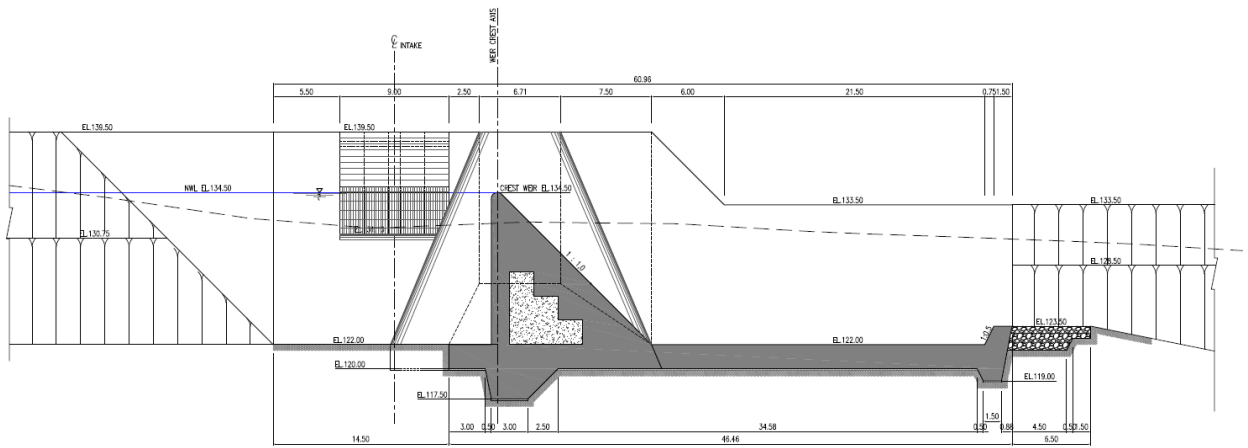 ℄ INTAKE
WEIR CREST AXIS
60.96
5.50
9.00
2.50
6.71
7.50
6.00
21.50
0.75
1.50
EL.139.50
EL.139.50
NWL EL.134.50
CREST WEIR EL.134.50
EL.133.50
EL.133.50
EL.130.75
1 : 1.0
EL.128.50
EL.123.50
1:0.5
EL.122.00
EL.122.00
EL.120.00
EL.119.00
EL.117.50
1.50
3.00
0.50
3.00
2.50
34.58
0.50
0.88
4.50
0.50
1.50
14.50
46.46
6.50